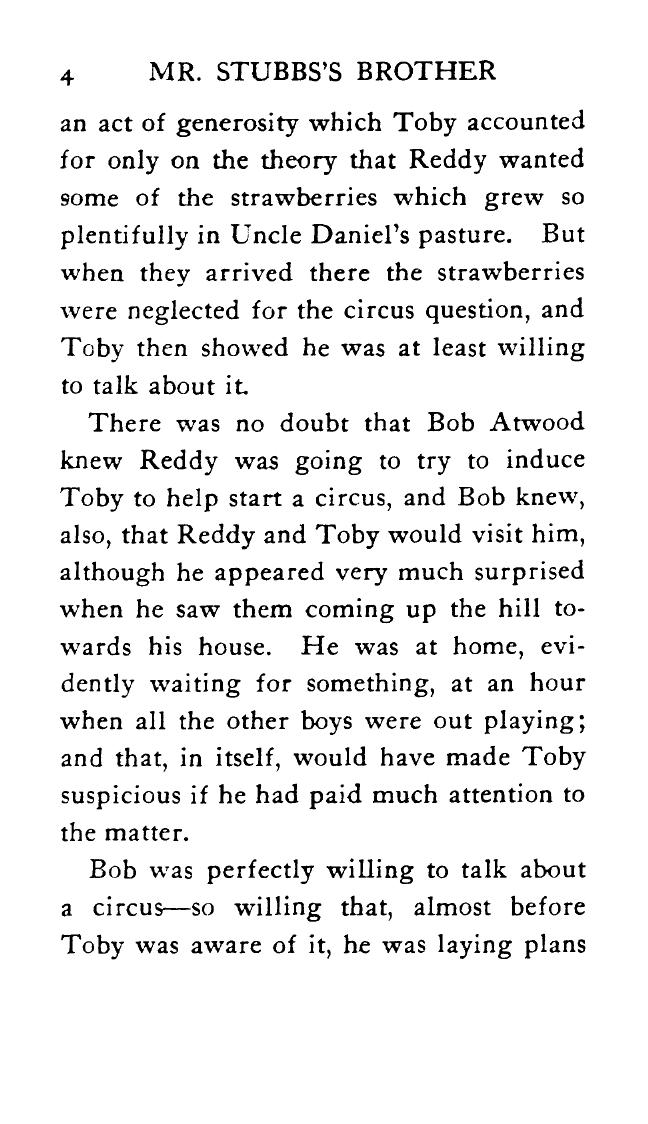 4 MR. STUBBS'S BROTHER
an act of generosity which Toby accounted
for only on the theory that Reddy wanted
some of the strawberries which grew so
plentifully in Uncle Daniel's pasture. But
when they arrived there the strawberries
were neglected for the circus question, and
Toby then showed he was at least willing
to talk about it.
There was no doubt that Bob Atwood
knew Reddy was going to try to induce
Toby to help start a circus, and Bob knew,
also, that Reddy and Toby would visit him,
although he appeared very much surprised
when he saw them coming up the hill to-
wards his house. He was at home, evi-
dently waiting for something, at an hour
when all the other boys were out playing;
and that, in itself, would have made Toby
suspicious if he had paid much attention to
the matter.
Bob was perfectly willing to talk about
a circus—so willing that, almost before
Toby was aware of it, he was laying plans